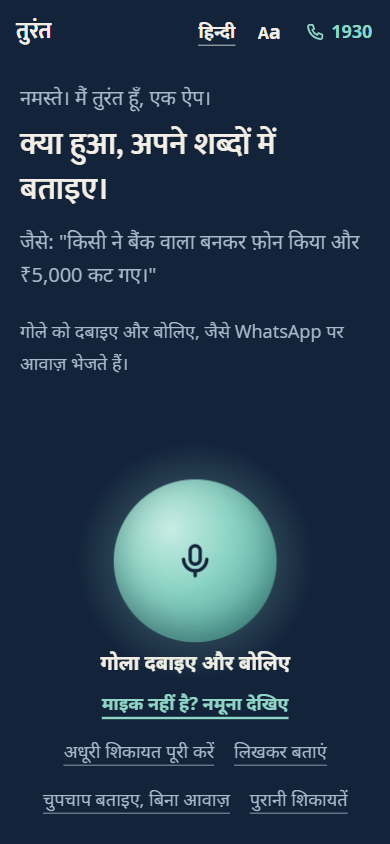 तुरंत
हिन्दी Aa 1930
नमस्ते। मैं तुरंत हूँ, एक ऐप।
क्या हुआ, अपने शब्दों में
बताइए।
जैसे: "किसी ने बैंक वाला बनकर फ़ोन किया और
₹5,000 कट गए।"
गोले को दबाइए और बोलिए, जैसे WhatsApp पर
आवाज़ भेजते हैं।
गोला दबाइए और बोलिए
माइक नहीं है? नमूना देखिए
अधूरी शिकायत पूरी करें लिखकर बताएं
चुपचाप बताइए, बिना आवाज़ पुरानी शिकायतें